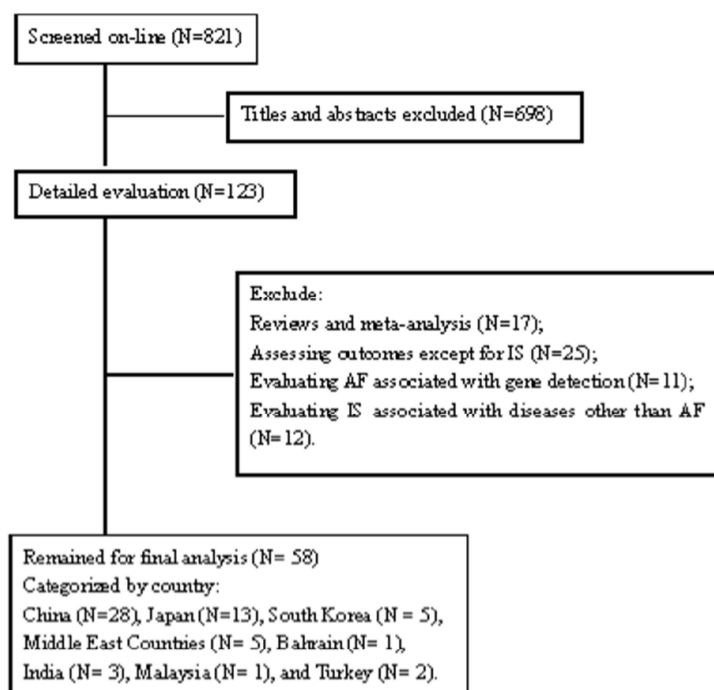 Screened on-line (N=821)
Titles and abstracts excluded (N=698)
Detailed evaluation (N=123)
Exclude:
Reviews and meta-analysis (N=17);
Assessing outcomes except for IS (N=25);
Evaluating AF associated with gene detection (N=11);
Evaluating IS associated with diseases other than AF
(N=12).
Remained for final analysis (N= 58)
Categorized by country:
China (N=28), Japan (N=13), South Korea (N = 5),
Middle East Countries (N= 5), Bahrain (N= 1),
India (N= 3), Malaysia (N= 1), and Turkey (N= 2).